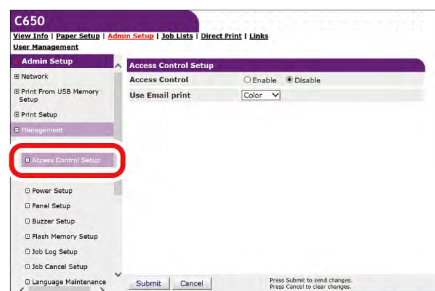 C650
View Info | Paper Setup | Admin Setup | Job Lists | Direct Print | Links
User Management
Admin Setup
Network
Print From USB Memory
Setup
Print Setup
Management
Access Control Setup
Power Setup
Panel Setup
Buzzer Setup
Flash Memory Setup
Job Log Setup
Job Cancel Setup
Language Maintenance
Access Control Setup
Access Control Enable Disable
Use Email print Color
Submit Cancel
Press Submit to send changes.
Press Cancel to clear changes.